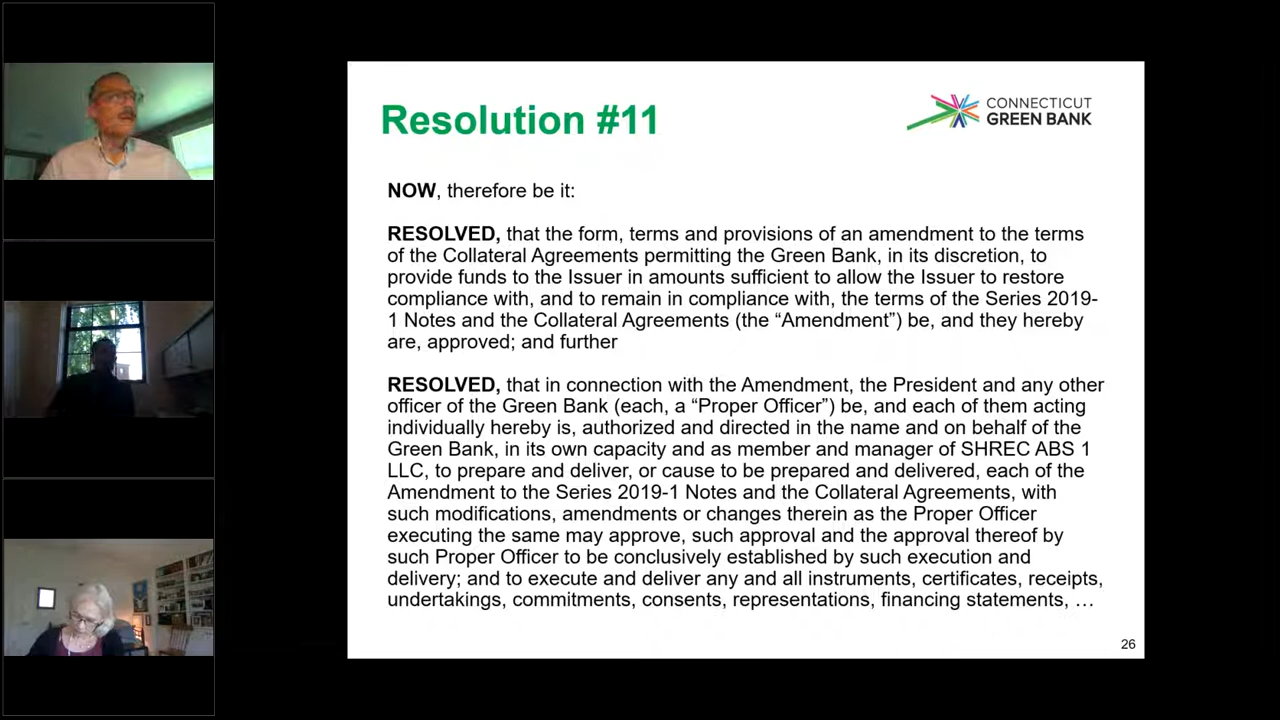 Resolution #11
CONNECTICUT
GREEN BANK
NOW, therefore be it:
RESOLVED, that the form, terms and provisions of an amendment to the terms
of the Collateral Agreements permitting the Green Bank, in its discretion, to
provide funds to the Issuer in amounts sufficient to allow the Issuer to restore
compliance with, and to remain in compliance with, the terms of the Series 2019-
1 Notes and the Collateral Agreements (the “Amendment”) be, and they hereby
are, approved; and further
RESOLVED, that in connection with the Amendment, the President and any other
officer of the Green Bank (each, a “Proper Officer”) be, and each of them acting
individually hereby is, authorized and directed in the name and on behalf of the
Green Bank, in its own capacity and as member and manager of SHREC ABS 1
LLC, to prepare and deliver, or cause to be prepared and delivered, each of the
Amendment to the Series 2019-1 Notes and the Collateral Agreements, with
such modifications, amendments or changes therein as the Proper Officer
executing the same may approve, such approval and the approval thereof by
such Proper Officer to be conclusively established by such execution and
delivery; and to execute and deliver any and all instruments, certificates, receipts,
undertakings, commitments, consents, representations, financing statements, …
26